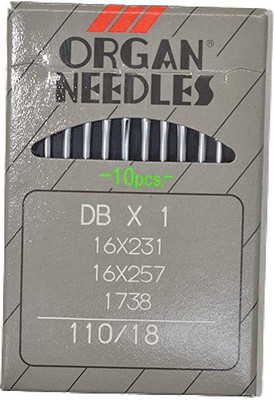 ORGAN®
NEEDLES
-10pcs.-
DB X 1
16X231
16X257
1738
110/18